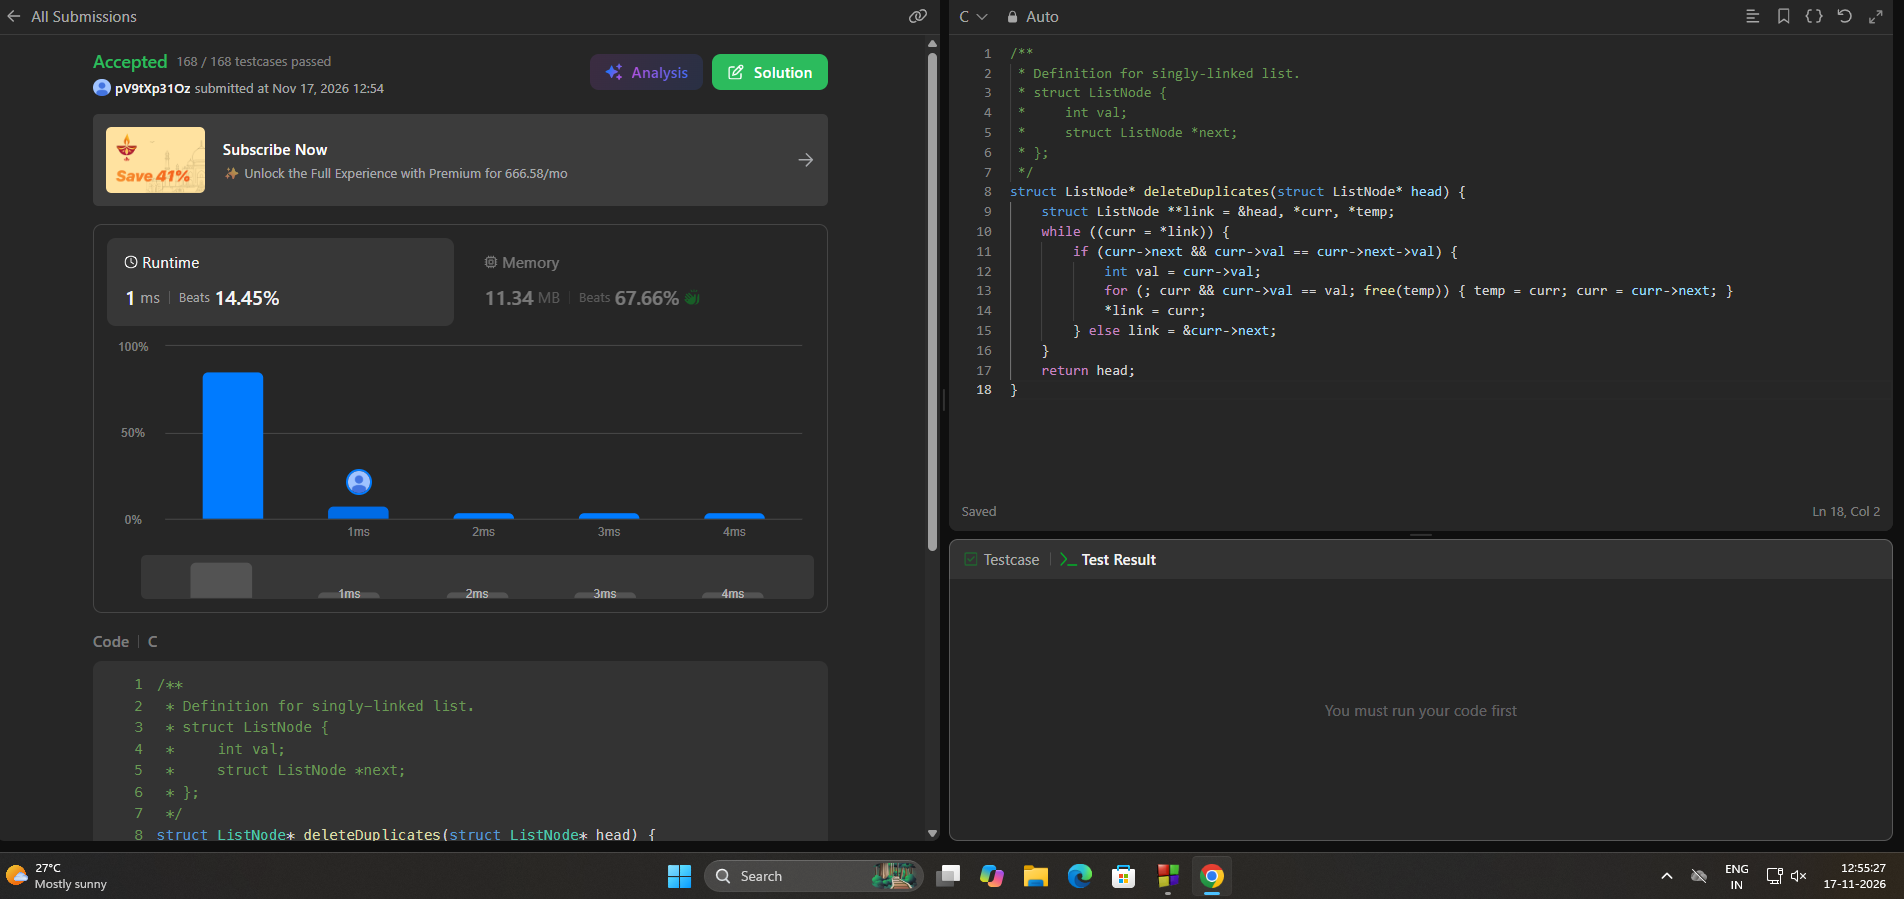 All Submissions
Accepted 168 / 168 testcases passed
pV9tXp31Oz submitted at Nov 17, 2026 12:54
Analysis
Solution
Save 41%
Subscribe Now
✨ Unlock the Full Experience with Premium for 666.58/mo
Runtime
1 ms | Beats 14.45%
Memory
11.34 MB | Beats 67.66%
100%
50%
0%
1ms 2ms 3ms 4ms
1ms 2ms 3ms 4ms
Code | C
1 /**
2  * Definition for singly-linked list.
3  * struct ListNode {
4  *     int val;
5  *     struct ListNode *next;
6  * };
7  */
8 struct ListNode* deleteDuplicates(struct ListNode* head) {
C Auto
1 /**
2  * Definition for singly-linked list.
3  * struct ListNode {
4  *     int val;
5  *     struct ListNode *next;
6  * };
7  */
8 struct ListNode* deleteDuplicates(struct ListNode* head) {
9     struct ListNode **link = &head, *curr, *temp;
10     while ((curr = *link)) {
11         if (curr->next && curr->val == curr->next->val) {
12             int val = curr->val;
13             for (; curr && curr->val == val; free(temp)) { temp = curr; curr = curr->next; }
14             *link = curr;
15         } else link = &curr->next;
16     }
17     return head;
18 }
Saved
Ln 18, Col 2
Testcase | Test Result
You must run your code first
27°C
Mostly sunny
Search
ENG
IN
12:55:27
17-11-2026